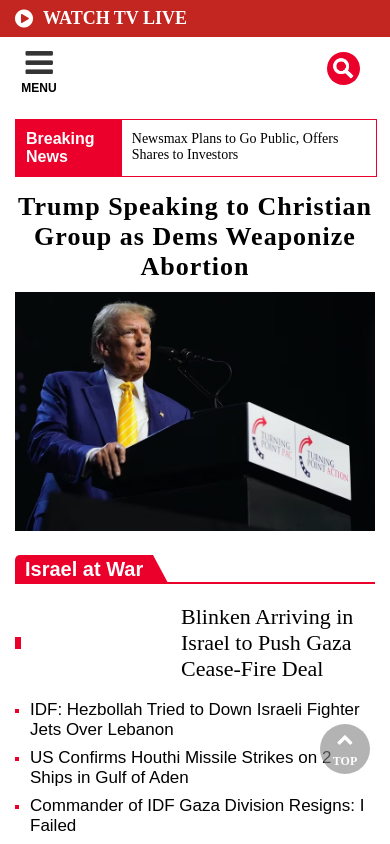 WATCH TV LIVE
MENU
Breaking
News
Newsmax Plans to Go Public, Offers
Shares to Investors
Trump Speaking to Christian
Group as Dems Weaponize
Abortion
TURNING
POINT PAC
TURNING
POINT ACTION
Israel at War
Blinken Arriving in
Israel to Push Gaza
Cease-Fire Deal
IDF: Hezbollah Tried to Down Israeli Fighter
Jets Over Lebanon
US Confirms Houthi Missile Strikes on 2
Ships in Gulf of Aden
TOP
Commander of IDF Gaza Division Resigns: I
Failed